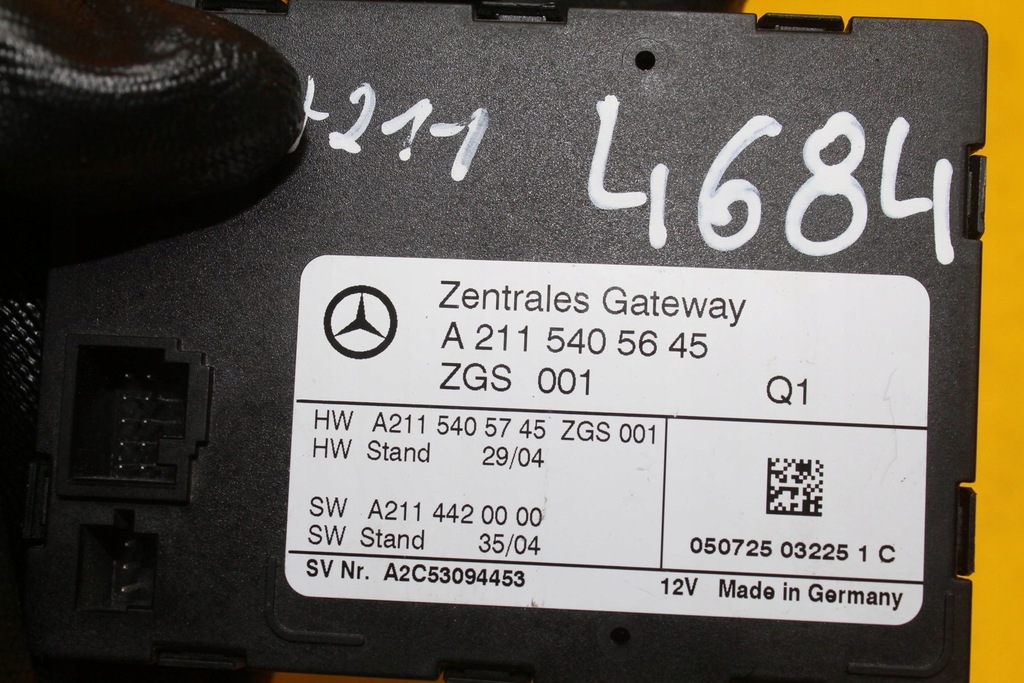 211-1 4684
Zentrales Gateway
A 211 540 56 45
ZGS 001 Q1
HW A211 540 57 45 ZGS 001
HW Stand 29/04
SW A211 442 00 00
SW Stand 35/04
050725 03225 1 C
SV Nr. A2C53094453
12V Made in Germany